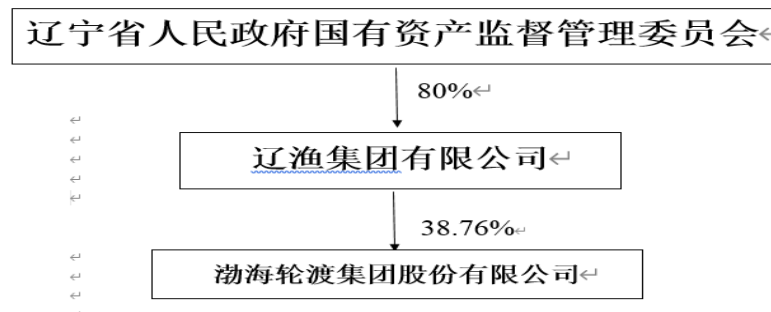 辽宁省人民政府国有资产监督管理委员会
80%
辽渔集团有限公司
38.76%
渤海轮渡集团股份有限公司